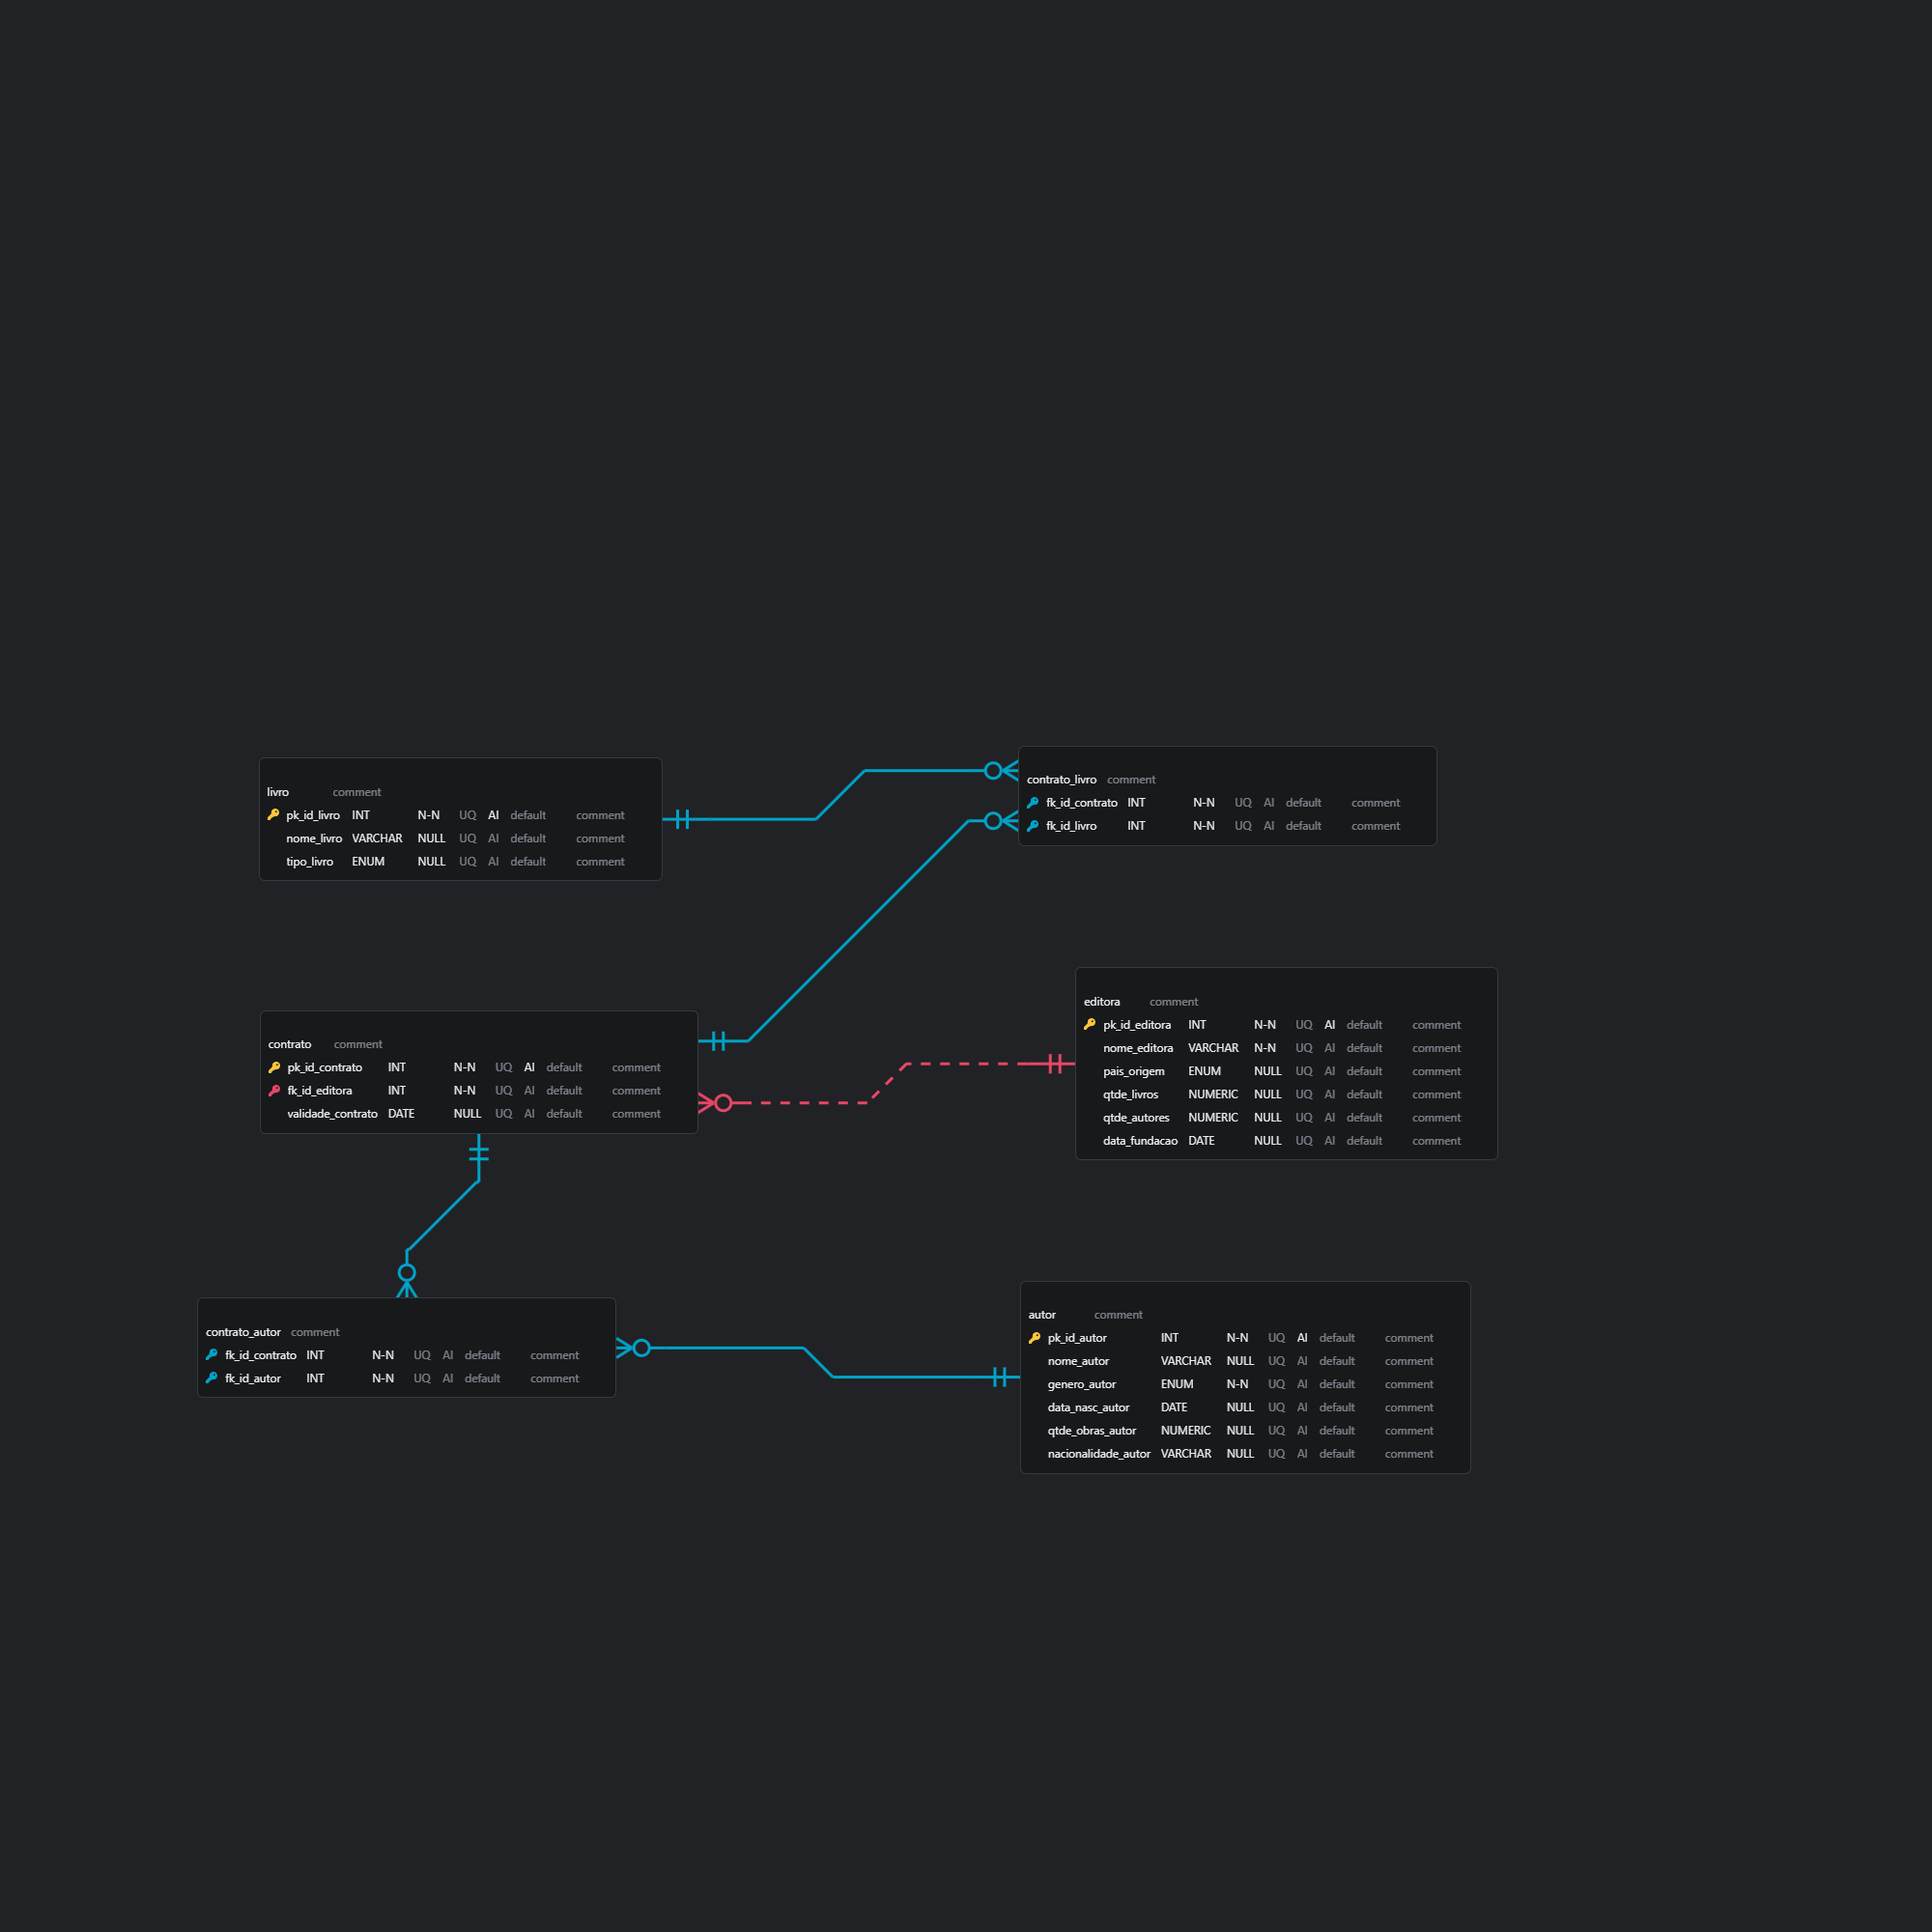 livro comment
pk_id_livro INT N-N UQ AI default comment
nome_livro VARCHAR NULL UQ AI default comment
tipo_livro ENUM NULL UQ AI default comment
contrato_livro comment
fk_id_contrato INT N-N UQ AI default comment
fk_id_livro INT N-N UQ AI default comment
contrato comment
pk_id_contrato INT N-N UQ AI default comment
fk_id_editora INT N-N UQ AI default comment
validade_contrato DATE NULL UQ AI default comment
editora comment
pk_id_editora INT N-N UQ AI default comment
nome_editora VARCHAR N-N UQ AI default comment
pais_origem ENUM NULL UQ AI default comment
qtde_livros NUMERIC NULL UQ AI default comment
qtde_autores NUMERIC NULL UQ AI default comment
data_fundacao DATE NULL UQ AI default comment
contrato_autor comment
fk_id_contrato INT N-N UQ AI default comment
fk_id_autor INT N-N UQ AI default comment
autor comment
pk_id_autor INT N-N UQ AI default comment
nome_autor VARCHAR NULL UQ AI default comment
genero_autor ENUM N-N UQ AI default comment
data_nasc_autor DATE NULL UQ AI default comment
qtde_obras_autor NUMERIC NULL UQ AI default comment
nacionalidade_autor VARCHAR NULL UQ AI default comment